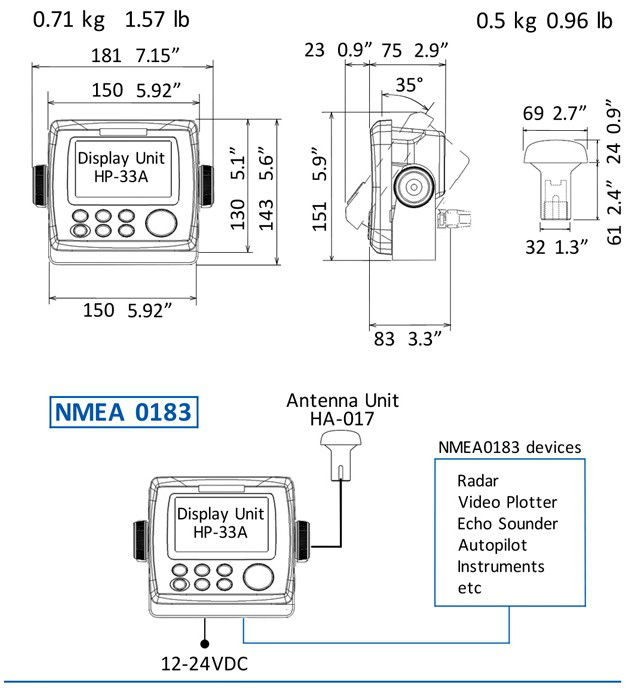 0.71 kg 1.57 lb
0.5 kg 0.96 lb
181 7.15”
150 5.92”
Display Unit
HP-33A
130 5.1”
143 5.6”
150 5.92”
23 0.9” 75 2.9”
35°
151 5.9”
83 3.3”
69 2.7”
24 0.9”
61 2.4”
32 1.3”
NMEA 0183
Antenna Unit
HA-017
NMEA0183 devices
Radar
Video Plotter
Echo Sounder
Autopilot
Instruments
etc
Display Unit
HP-33A
12-24VDC